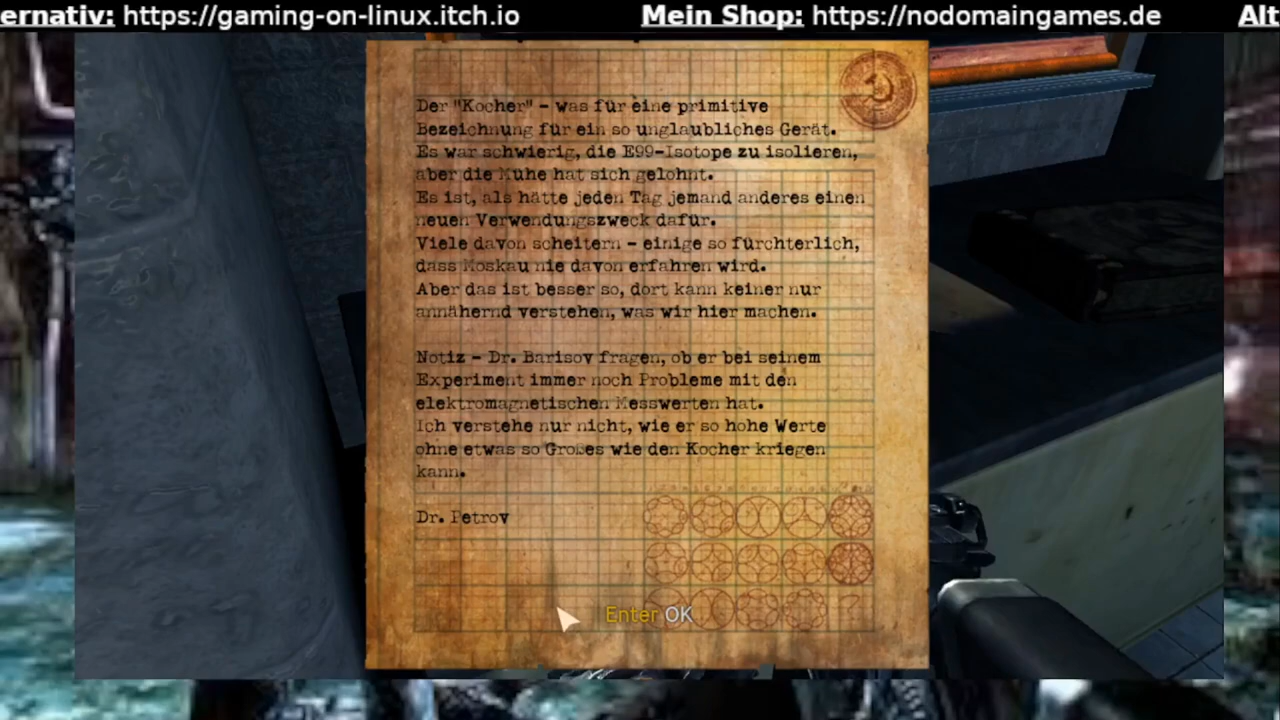 ernativ: https://gaming-on-linux.itch.io Mein Shop: https://nodomaingames.de Alt
Der "Kocher" - was für eine primitive
Bezeichnung für ein so unglaubliches Gerät.
Es war schwierig, die E99-Isotope zu isolieren,
aber die Mühe hat sich gelohnt.
Es ist, als hätte jeden Tag jemand anderes einen
neuen Verwendungszweck dafür.
Viele davon scheitern - einige so fürchterlich,
dass Moskau nie davon erfahren wird.
Aber das ist besser so, dort kann keiner nur
annähernd verstehen, was wir hier machen.
Notiz - Dr. Barisov fragen, ob er bei seinem
Experiment immer noch Probleme mit den
elektromagnetischen Messwerten hat.
Ich verstehe nur nicht, wie er so hohe Werte
ohne etwas so Großes wie den Kocher kriegen
kann.
Dr. Petrov
Enter OK